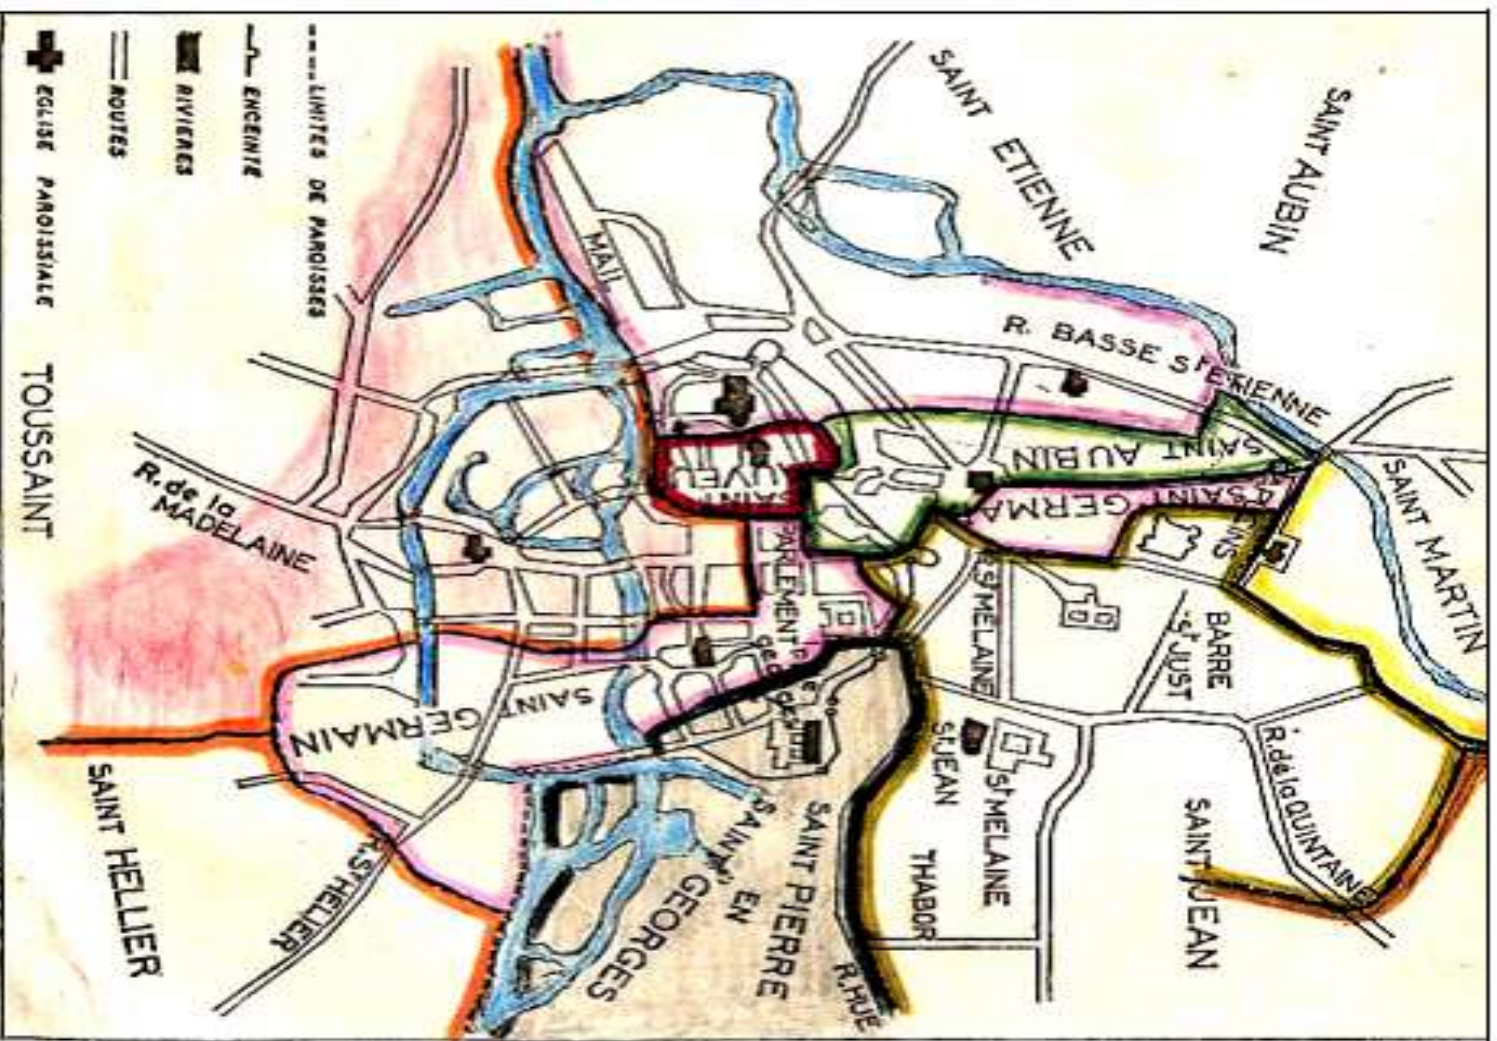 LIMITES DE PAROISSES
ENCEINTE
RIVIERES
ROUTES
EGLISE PAROISSIALE
TOUSSAINT
SAINT ETIENNE
SAINT AUBIN
MAIL
R. BASSE St ETIENNE
SAINT AUBIN
SAINT MARTIN
SAINT
GERMA
SAINT
R. de la
MADELAINE
PARLEMENT
St MELAINE
BARRE
St JUST
SAINT GERMAIN
St JEAN
St MELAINE
R. de la QUINTAINE
SAINT JEAN
THABOR
SAINT HELLIER
R. St HELIER
SAINT PIERRE
EN
SAINT
GEORGES
R. HUE